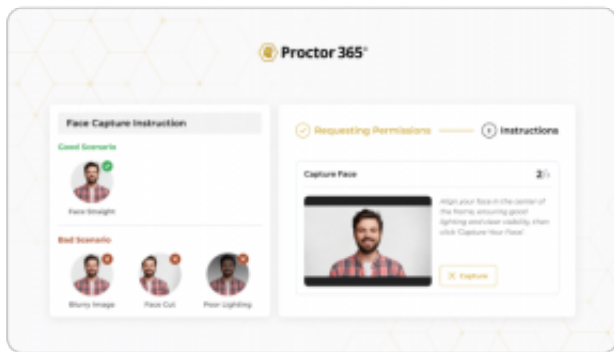 Proctor 365®
Face Capture Instruction
Good Scenario
Face Straight
Bad Scenario
Blurry Image
Face Cut
Poor Lighting
Requesting Permissions
Instructions
Capture Face
Align your face in the center of
the frame, ensuring good
lighting and clear visibility, then
click 'Capture Your Face'.
Capture